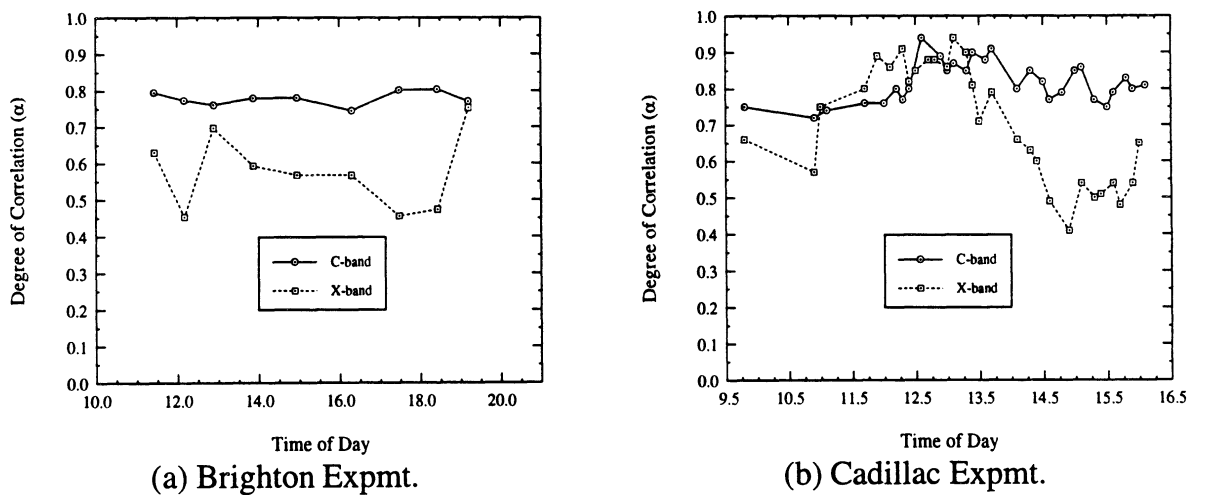 1.0
0.9
0.8
0.7
0.6
0.5
0.4
0.3
0.2
0.1
0.0
Degree of Correlation (α)
C-band
X-band
10.0 12.0 14.0 16.0 18.0 20.0
Time of Day
(a) Brighton Expmt.
1.0
0.9
0.8
0.7
0.6
0.5
0.4
0.3
0.2
0.1
0.0
Degree of Correlation (α)
C-band
X-band
9.5 10.5 11.5 12.5 13.5 14.5 15.5 16.5
Time of Day
(b) Cadillac Expmt.